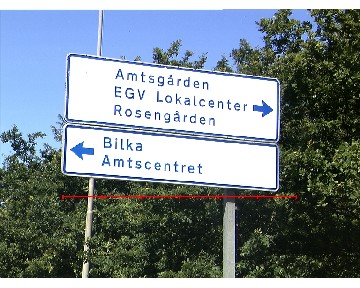 Amtsgården
EGV Lokalcenter
Rosengården
Bilka
Amtscentret